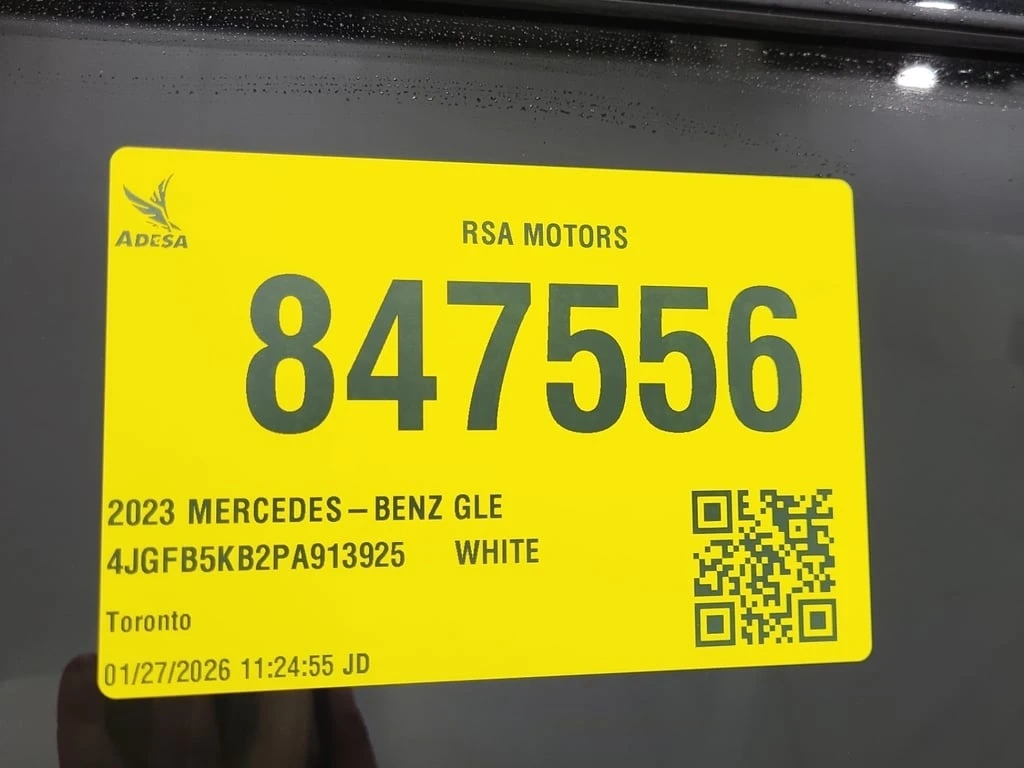 ADESA
RSA MOTORS
847556
2023 MERCEDES-BENZ GLE
4JGFB5KB2PA913925 WHITE
Toronto
01/27/2026 11:24:55 JD